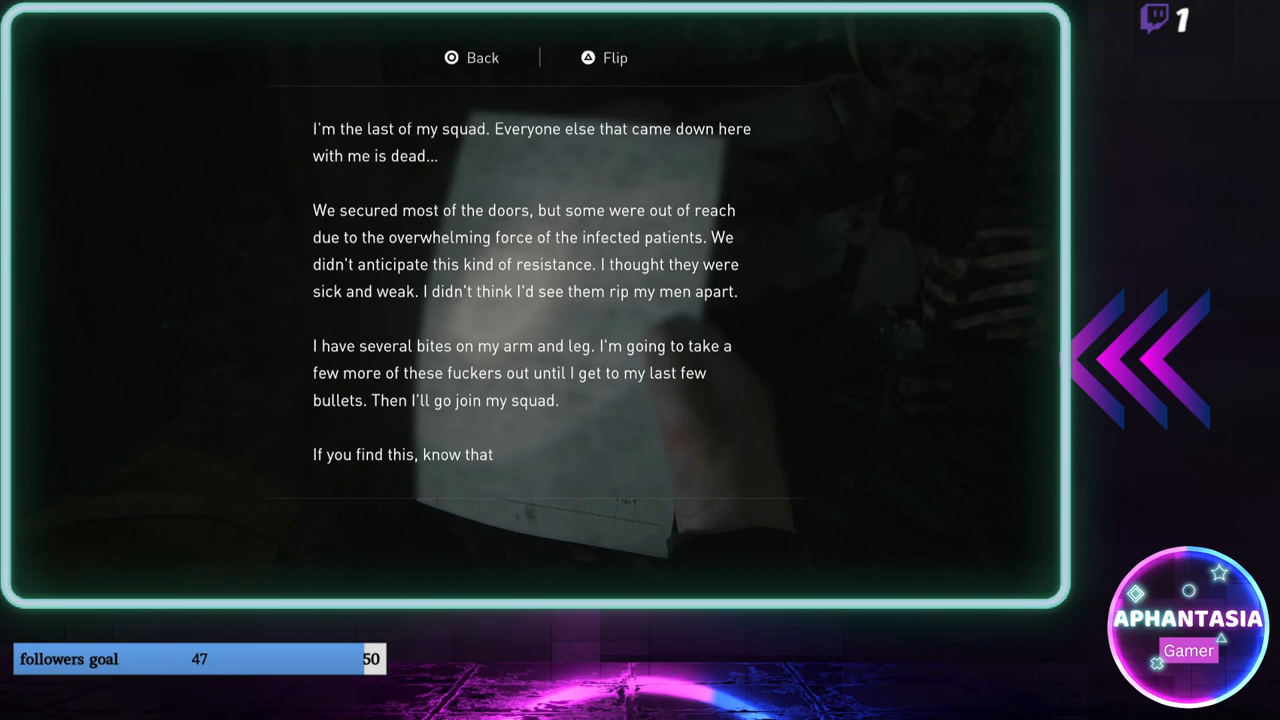 1
Back
Flip
I'm the last of my squad. Everyone else that came down here
with me is dead...
We secured most of the doors, but some were out of reach
due to the overwhelming force of the infected patients. We
didn't anticipate this kind of resistance. I thought they were
sick and weak. I didn't think I'd see them rip my men apart.
I have several bites on my arm and leg. I'm going to take a
few more of these fuckers out until I get to my last few
bullets. Then I'll go join my squad.
If you find this, know that
followers goal 47 50
APHANTASIA
Gamer